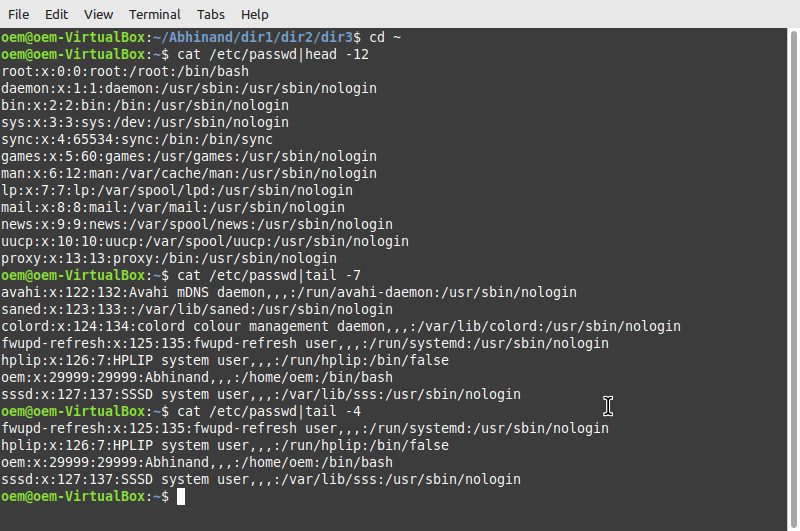 File Edit View Terminal Tabs Help
oem@oem-VirtualBox:~/Abhinand/dir1/dir2/dir3$ cd ~
oem@oem-VirtualBox:~$ cat /etc/passwd|head -12
root:x:0:0:root:/root:/bin/bash
daemon:x:1:1:daemon:/usr/sbin:/usr/sbin/nologin
bin:x:2:2:bin:/bin:/usr/sbin/nologin
sys:x:3:3:sys:/dev:/usr/sbin/nologin
sync:x:4:65534:sync:/bin:/bin/sync
games:x:5:60:games:/usr/games:/usr/sbin/nologin
man:x:6:12:man:/var/cache/man:/usr/sbin/nologin
lp:x:7:7:lp:/var/spool/lpd:/usr/sbin/nologin
mail:x:8:8:mail:/var/mail:/usr/sbin/nologin
news:x:9:9:news:/var/spool/news:/usr/sbin/nologin
uucp:x:10:10:uucp:/var/spool/uucp:/usr/sbin/nologin
proxy:x:13:13:proxy:/bin:/usr/sbin/nologin
oem@oem-VirtualBox:~$ cat /etc/passwd|tail -7
avahi:x:122:132:Avahi mDNS daemon,,,:/run/avahi-daemon:/usr/sbin/nologin
saned:x:123:133::/var/lib/saned:/usr/sbin/nologin
colord:x:124:134:colord colour management daemon,,,:/var/lib/colord:/usr/sbin/nologin
fwupd-refresh:x:125:135:fwupd-refresh user,,,:/run/systemd:/usr/sbin/nologin
hplip:x:126:7:HPLIP system user,,,:/run/hplip:/bin/false
oem:x:29999:29999:Abhinand,,,:/home/oem:/bin/bash
sssd:x:127:137:SSSD system user,,,:/var/lib/sss:/usr/sbin/nologin
oem@oem-VirtualBox:~$ cat /etc/passwd|tail -4
fwupd-refresh:x:125:135:fwupd-refresh user,,,:/run/systemd:/usr/sbin/nologin
hplip:x:126:7:HPLIP system user,,,:/run/hplip:/bin/false
oem:x:29999:29999:Abhinand,,,:/home/oem:/bin/bash
sssd:x:127:137:SSSD system user,,,:/var/lib/sss:/usr/sbin/nologin
oem@oem-VirtualBox:~$